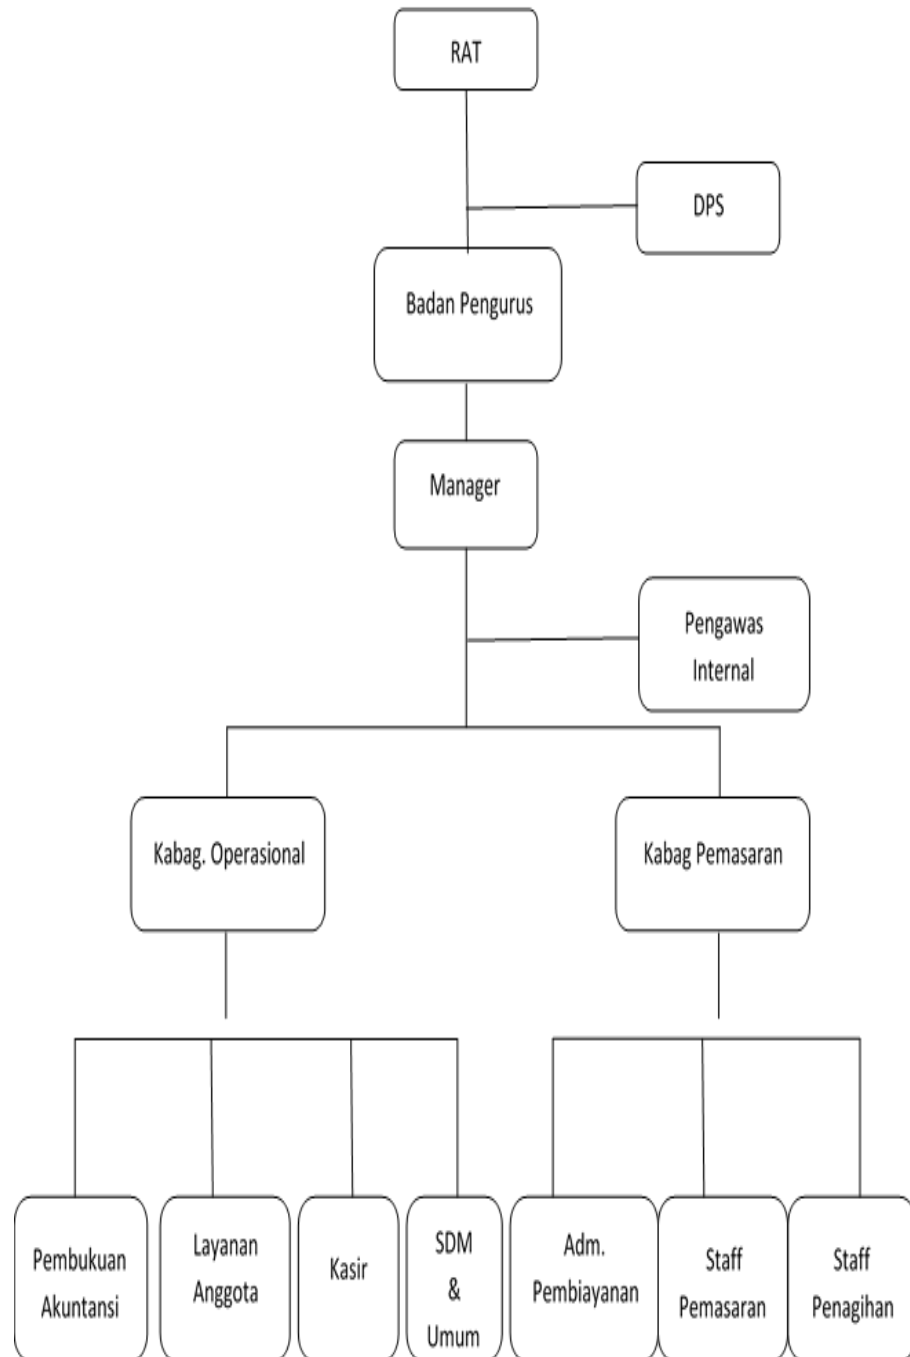 RAT
DPS
Badan Pengurus
Manager
Pengawas
Internal
Kabag. Operasional
Kabag Pemasaran
Pembukuan
Akuntansi
Layanan
Anggota
Kasir
SDM
&
Umum
Adm.
Pembiayanan
Staff
Pemasaran
Staff
Penagihan